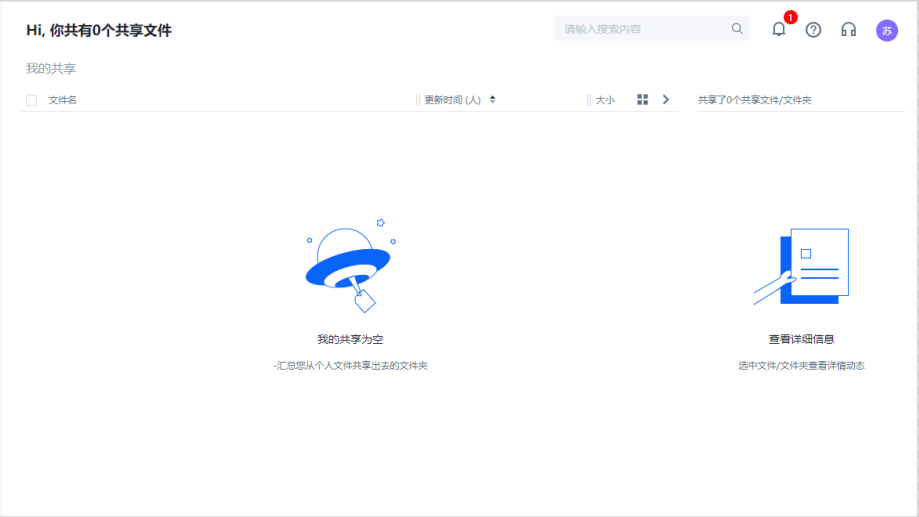 Hi, 你共有0个共享文件
请输入搜索内容
1
苏
我的共享
文件名
更新时间 (人)
大小
共享了0个共享文件/文件夹
我的共享为空
-汇总您从个人文件共享出去的文件夹
查看详细信息
选中文件/文件夹查看详情动态